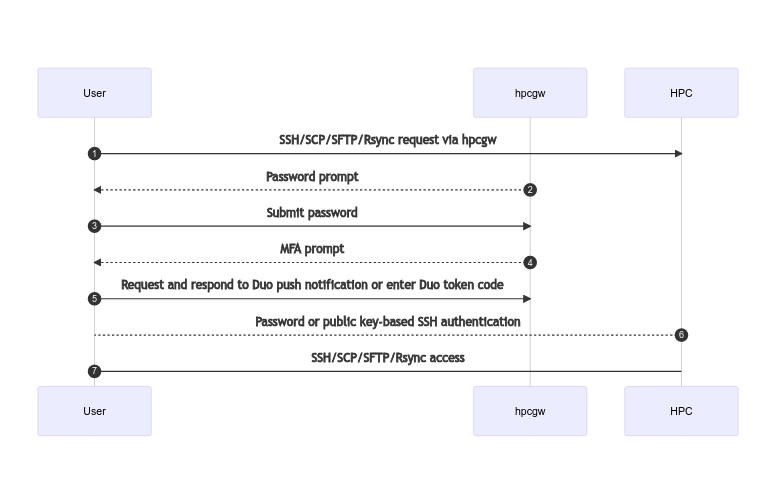 User hpcgw HPC
SSH/SCP/SFTP/Rsync request via hpcgw
1
Password prompt
2
Submit password
3
MFA prompt
4
Request and respond to Duo push notification or enter Duo token code
5
Password or public key-based SSH authentication
6
SSH/SCP/SFTP/Rsync access
7
User hpcgw HPC